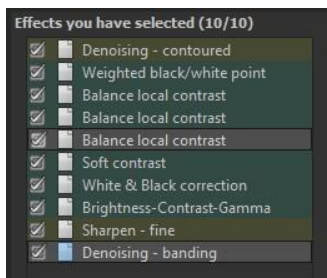 Effects you have selected (10/10)
Denoising - contoured
Weighted black/white point
Balance local contrast
Balance local contrast
Balance local contrast
Soft contrast
White & Black correction
Brightness-Contrast-Gamma
Sharpen - fine
Denoising - banding